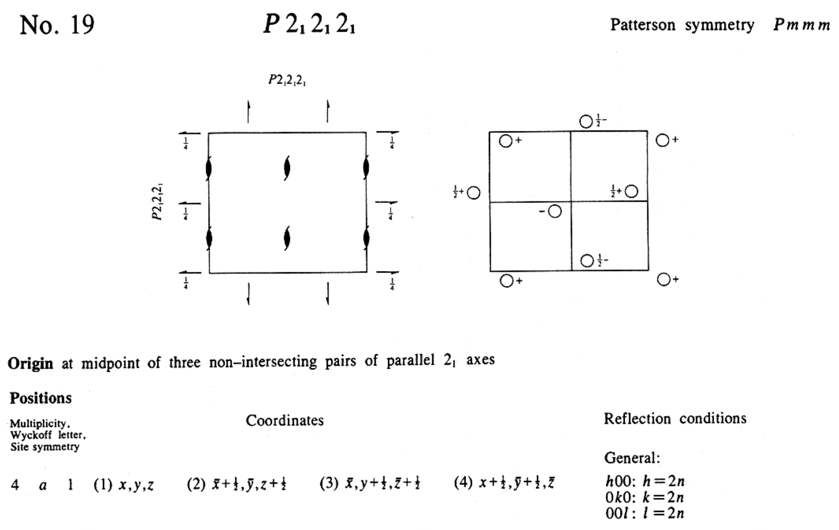 No. 19 P 2₁ 2₁ 2₁ Patterson symmetry P m m m
P2₁2₁2₁
P2₁2₁2₁
¼ ¼
¼ ¼
¼ ¼
½-
+ +
½+ ½+
-
½-
+ +
Origin at midpoint of three non-intersecting pairs of parallel 2₁ axes
Positions
Multiplicity, Coordinates Reflection conditions
Wyckoff letter,
Site symmetry
General:
4 a 1 (1) x,y,z (2) x̄+½,ȳ,z+½ (3) x̄,y+½,z̄+½ (4) x+½,ȳ+½,z̄ h00: h=2n
0k0: k=2n
00l: l=2n